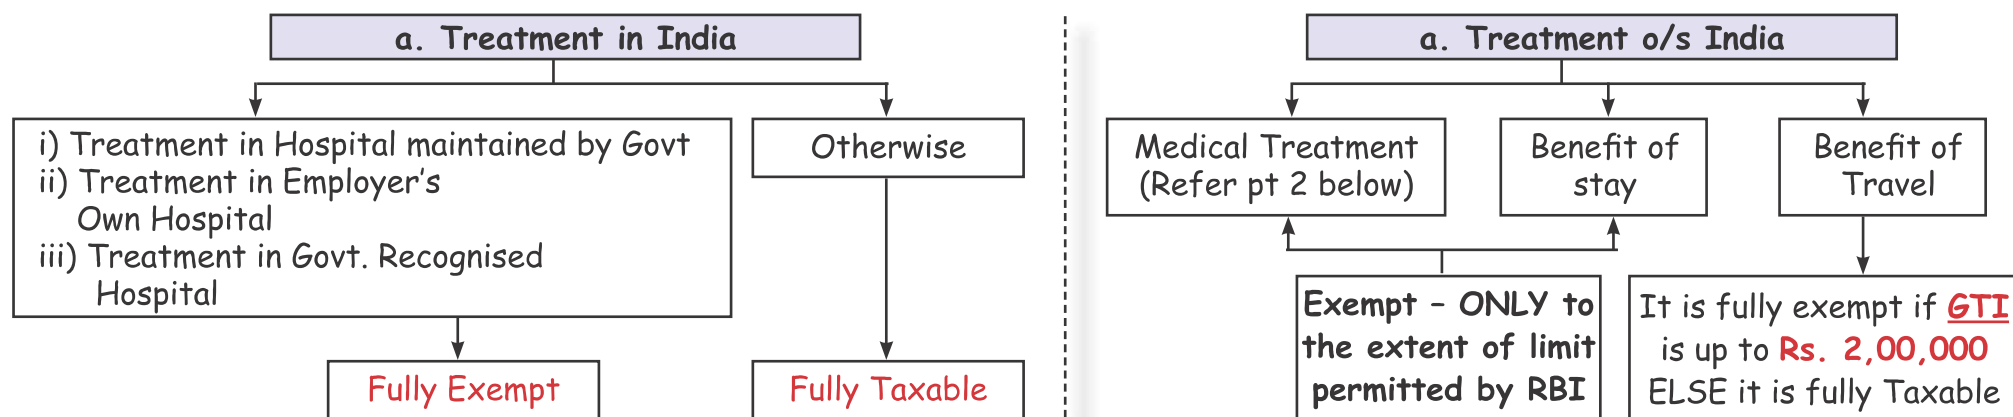 a. Treatment in India
i) Treatment in Hospital maintained by Govt
ii) Treatment in Employer's
Own Hospital
iii) Treatment in Govt. Recognised
Hospital
Otherwise
Fully Exempt
Fully Taxable
a. Treatment o/s India
Medical Treatment
(Refer pt 2 below)
Benefit of
stay
Benefit of
Travel
Exempt – ONLY to
the extent of limit
permitted by RBI
It is fully exempt if GTI
is up to Rs. 2,00,000
ELSE it is fully Taxable